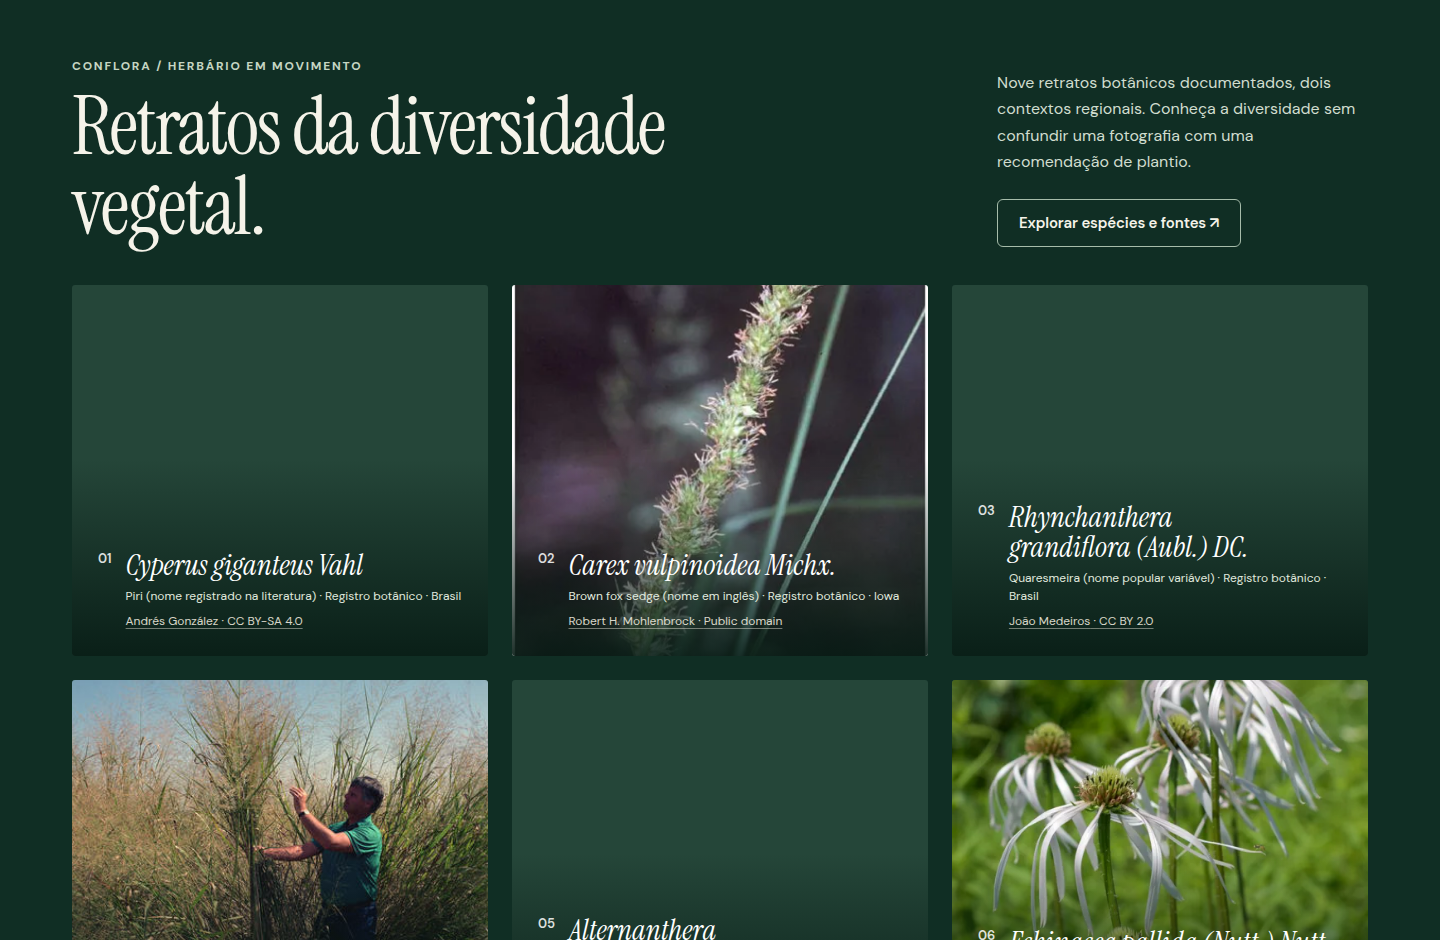 CONFLORA / HERBÁRIO EM MOVIMENTO
Retratos da diversidade
vegetal.
Nove retratos botânicos documentados, dois
contextos regionais. Conheça a diversidade sem
confundir uma fotografia com uma
recomendação de plantio.
Explorar espécies e fontes ↗
01 Cyperus giganteus Vahl
Piri (nome registrado na literatura) · Registro botânico · Brasil
Andrés González · CC BY-SA 4.0
02 Carex vulpinoidea Michx.
Brown fox sedge (nome em inglês) · Registro botânico · Iowa
Robert H. Mohlenbrock · Public domain
03 Rhynchanthera
grandiflora (Aubl.) DC.
Quaresmeira (nome popular variável) · Registro botânico ·
Brasil
João Medeiros · CC BY 2.0
05 Alternanthera
06 Echinacea pallida (Nutt.) Nutt.